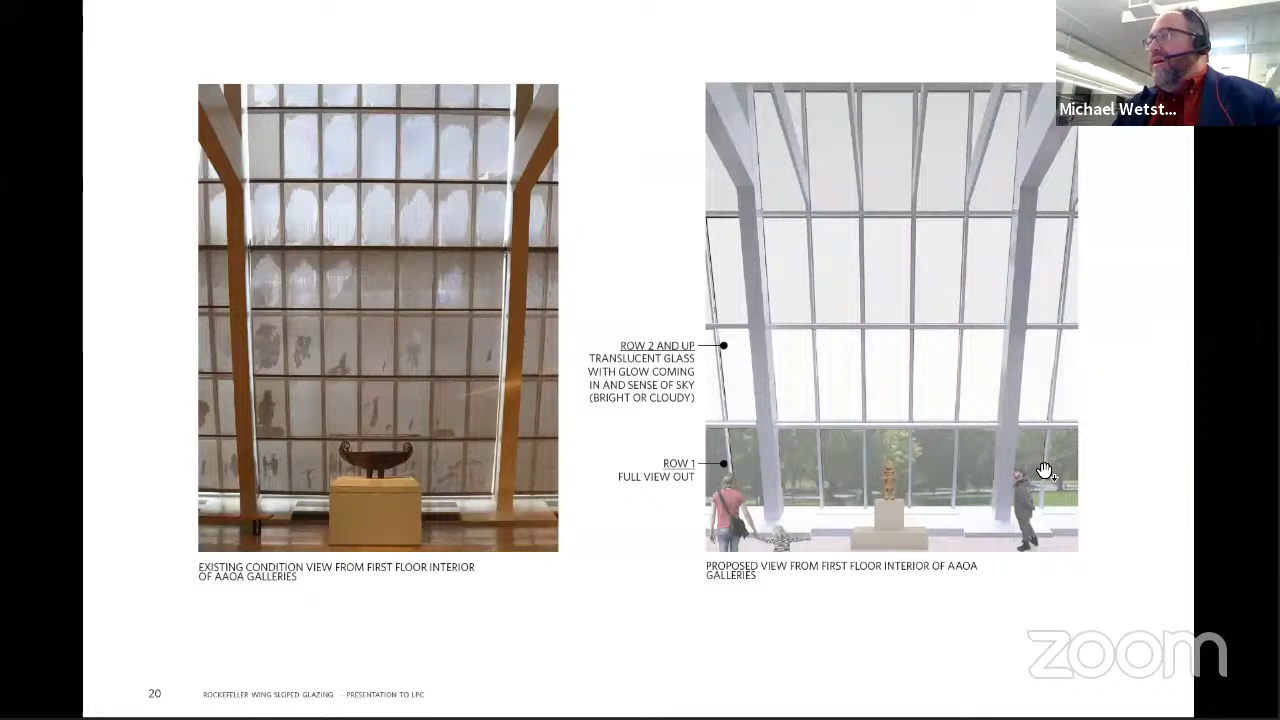 Michael Wetst...
ROW 2 AND UP
TRANSLUCENT GLASS
WITH GLOW COMING
IN AND SENSE OF SKY
(BRIGHT OR CLOUDY)
ROW 1
FULL VIEW OUT
EXISTING CONDITION VIEW FROM FIRST FLOOR INTERIOR
OF AAOA GALLERIES
PROPOSED VIEW FROM FIRST FLOOR INTERIOR OF AAOA
GALLERIES
zoom
20 ROCKEFELLER WING SLOPED GLAZING - PRESENTATION TO LPC